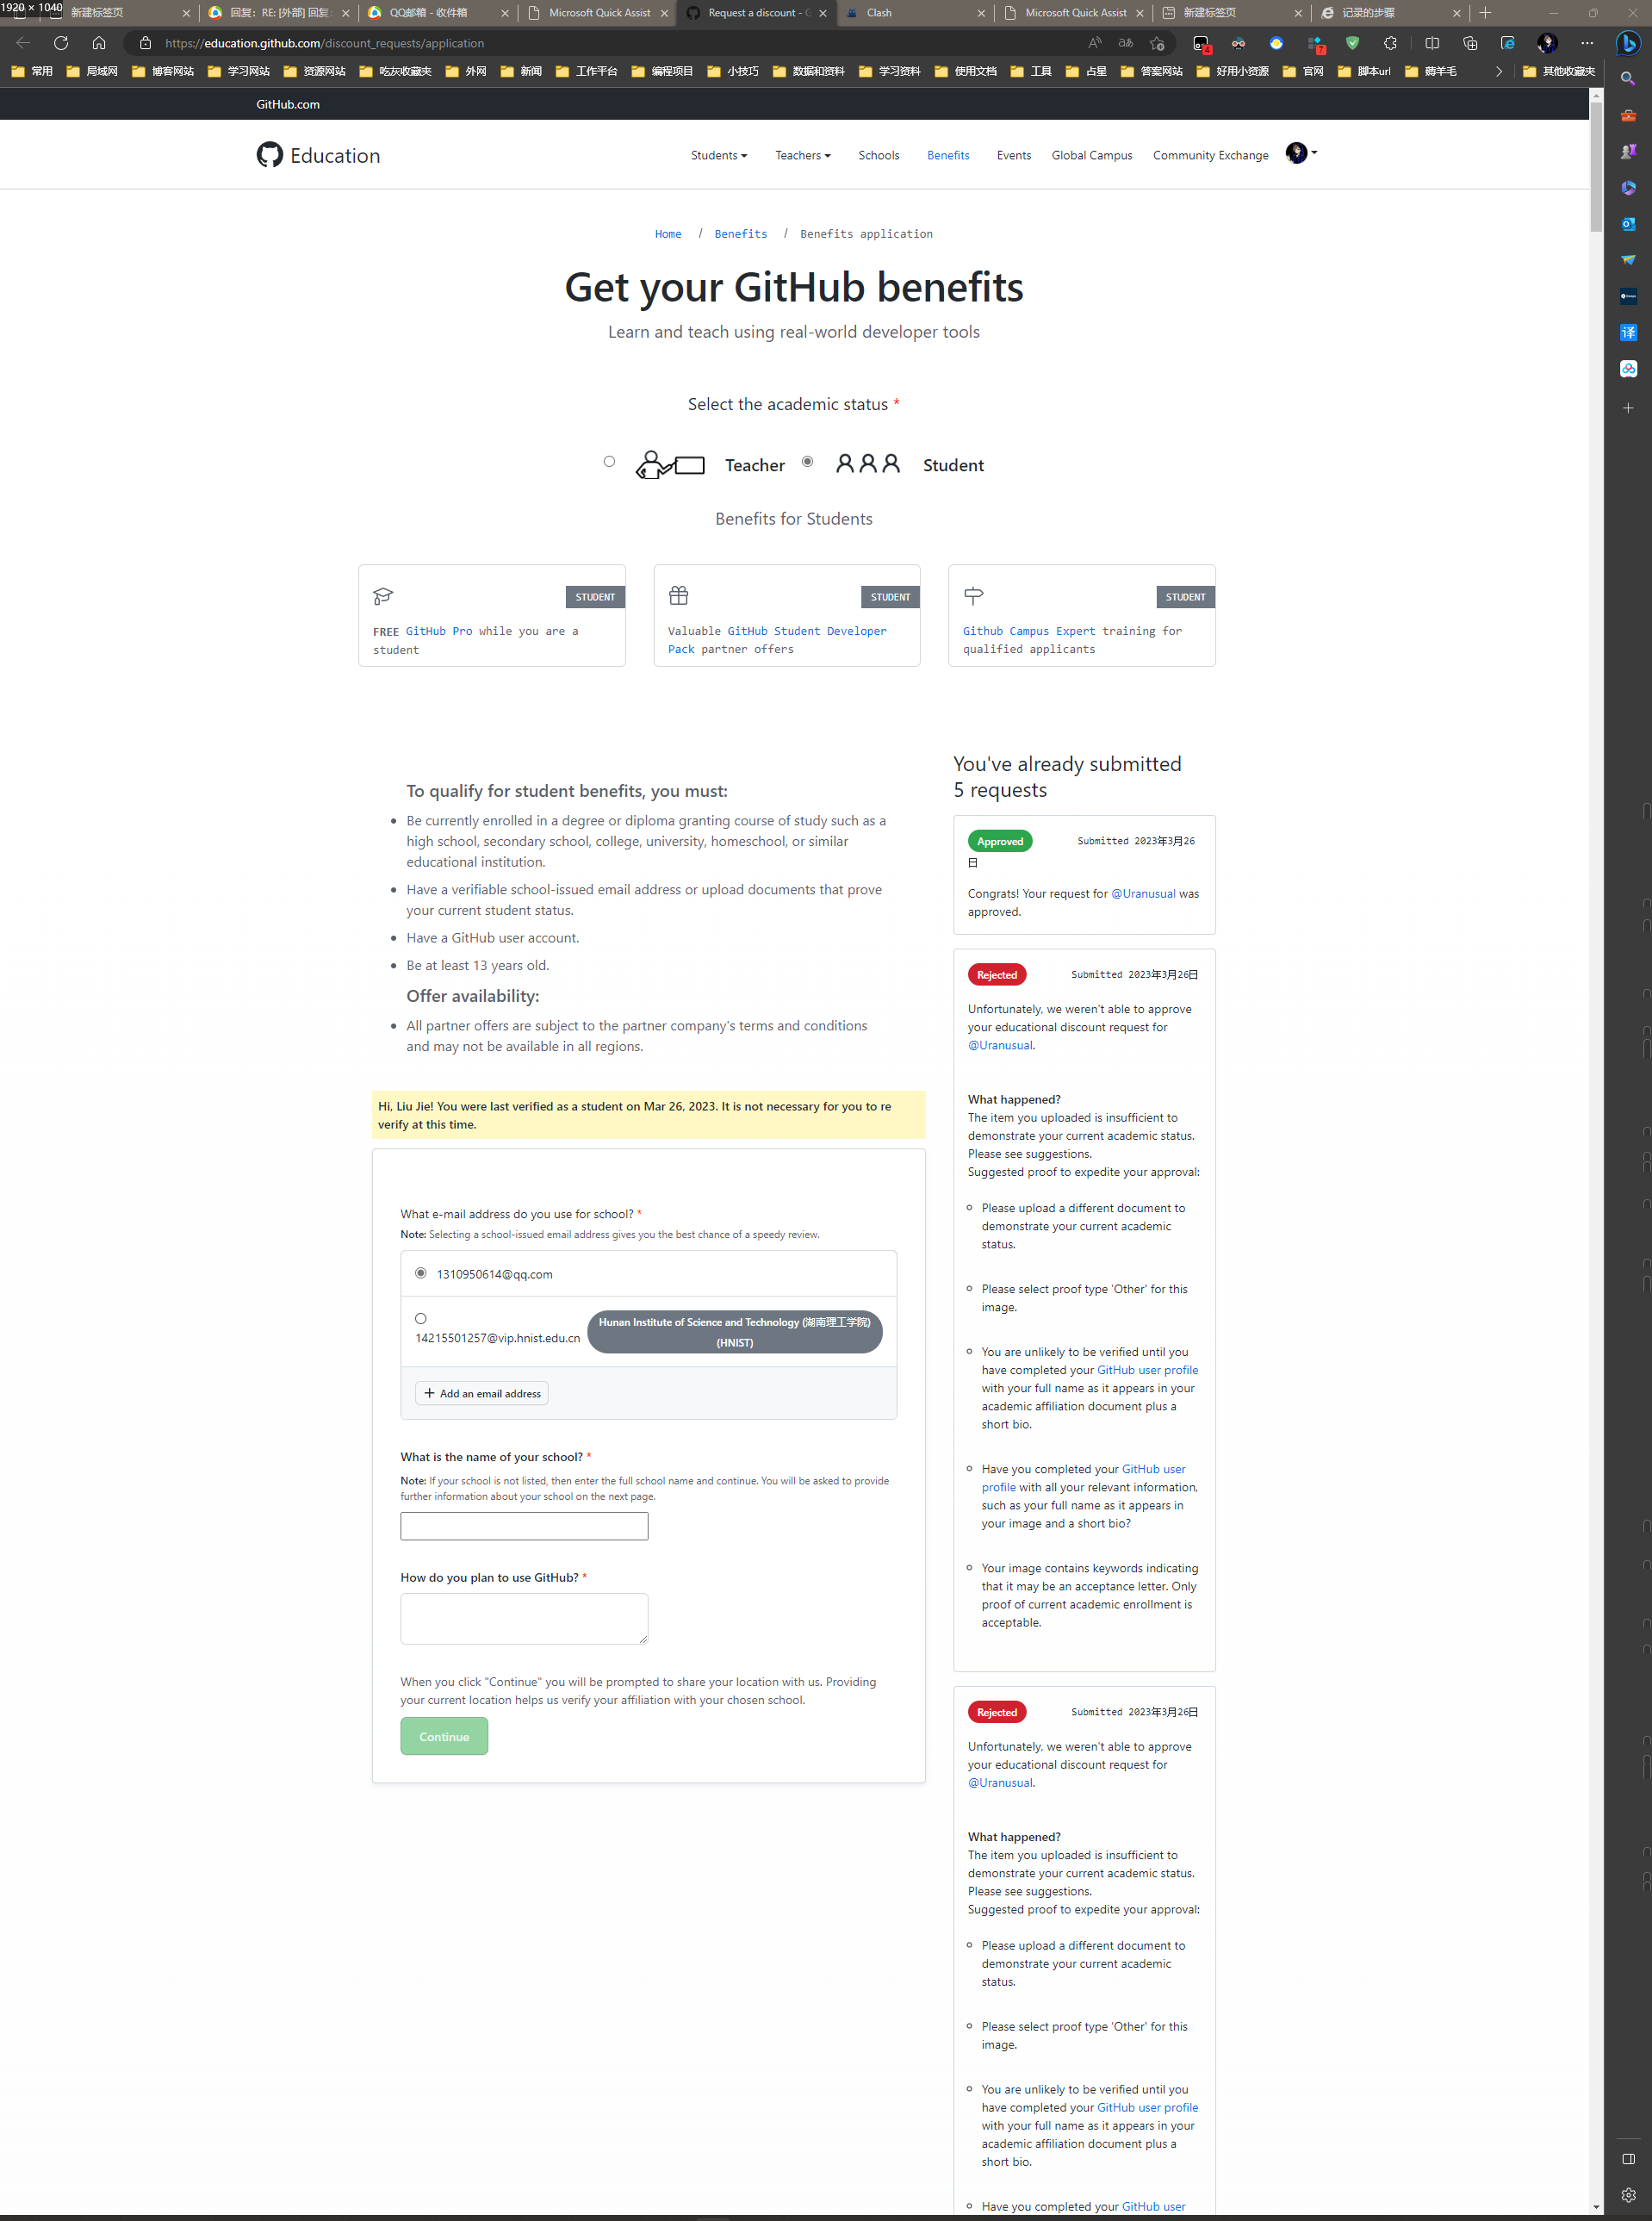 1920 × 1040
新建标签页
回复：RE: [外部] 回复
QQ邮箱 - 收件箱
Microsoft Quick Assist
Request a discount - G
Clash
Microsoft Quick Assist
新建标签页
记录的步骤
https://education.github.com/discount_requests/application
常用 局域网 博客网站 学习网站 资源网站 吃灰收藏夹 外网 新闻 工作平台 编程项目 小技巧 数据和资料 学习资料 使用文档 工具 占星 答案网站 好用小资源 官网 脚本url 薅羊毛 其他收藏夹
GitHub.com
Education
Students Teachers Schools Benefits Events Global Campus Community Exchange
Home / Benefits / Benefits application
Get your GitHub benefits
Learn and teach using real-world developer tools
Select the academic status *
Teacher Student
Benefits for Students
STUDENT
FREE GitHub Pro while you are a
student
STUDENT
Valuable GitHub Student Developer
Pack partner offers
STUDENT
Github Campus Expert training for
qualified applicants
To qualify for student benefits, you must:
Be currently enrolled in a degree or diploma granting course of study such as a
high school, secondary school, college, university, homeschool, or similar
educational institution.
Have a verifiable school-issued email address or upload documents that prove
your current student status.
Have a GitHub user account.
Be at least 13 years old.
Offer availability:
All partner offers are subject to the partner company's terms and conditions
and may not be available in all regions.
Hi, Liu Jie! You were last verified as a student on Mar 26, 2023. It is not necessary for you to re
verify at this time.
What e-mail address do you use for school? *
Note: Selecting a school-issued email address gives you the best chance of a speedy review.
1310950614@qq.com
14215501257@vip.hnist.edu.cn
Hunan Institute of Science and Technology (湖南理工学院)
(HNIST)
Add an email address
What is the name of your school? *
Note: If your school is not listed, then enter the full school name and continue. You will be asked to provide
further information about your school on the next page.
How do you plan to use GitHub? *
When you click "Continue" you will be prompted to share your location with us. Providing
your current location helps us verify your affiliation with your chosen school.
Continue
You've already submitted
5 requests
Approved Submitted 2023年3月26
日
Congrats! Your request for @Uranusual was
approved.
Rejected Submitted 2023年3月26日
Unfortunately, we weren't able to approve
your educational discount request for
@Uranusual.
What happened?
The item you uploaded is insufficient to
demonstrate your current academic status.
Please see suggestions.
Suggested proof to expedite your approval:
Please upload a different document to
demonstrate your current academic
status.
Please select proof type 'Other' for this
image.
You are unlikely to be verified until you
have completed your GitHub user profile
with your full name as it appears in your
academic affiliation document plus a
short bio.
Have you completed your GitHub user
profile with all your relevant information,
such as your full name as it appears in
your image and a short bio?
Your image contains keywords indicating
that it may be an acceptance letter. Only
proof of current academic enrollment is
acceptable.
Rejected Submitted 2023年3月26日
Unfortunately, we weren't able to approve
your educational discount request for
@Uranusual.
What happened?
The item you uploaded is insufficient to
demonstrate your current academic status.
Please see suggestions.
Suggested proof to expedite your approval:
Please upload a different document to
demonstrate your current academic
status.
Please select proof type 'Other' for this
image.
You are unlikely to be verified until you
have completed your GitHub user profile
with your full name as it appears in your
academic affiliation document plus a
short bio.
Have you completed your GitHub user